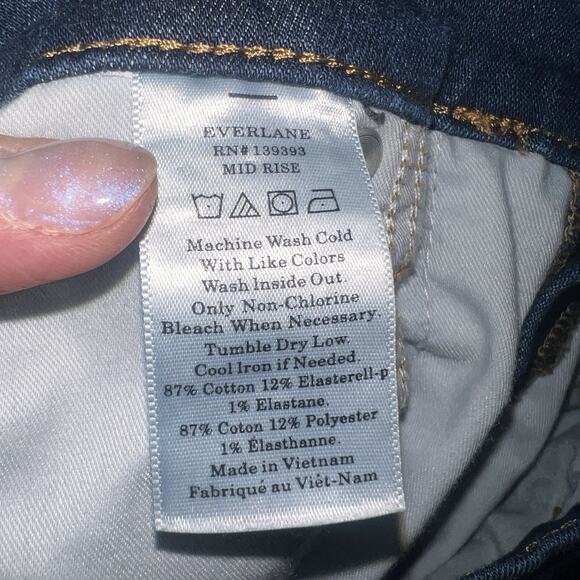 EVERLANE
RN# 139393
MID RISE
Machine Wash Cold
With Like Colors
Wash Inside Out.
Only Non-Chlorine
Bleach When Necessary.
Tumble Dry Low.
Cool Iron if Needed.
87% Cotton 12% Elasterell-p
1% Elastane.
87% Coton 12% Polyester
1% Élasthanne.
Made in Vietnam
Fabriqué au Viêt-Nam